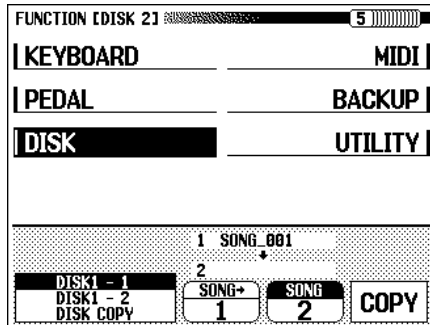 FUNCTION [DISK 2] 5
KEYBOARD MIDI
PEDAL BACKUP
DISK UTILITY
1 SONG_001
2
DISK1 - 1
DISK1 - 2
DISK COPY
SONG→ 1
SONG 2
COPY